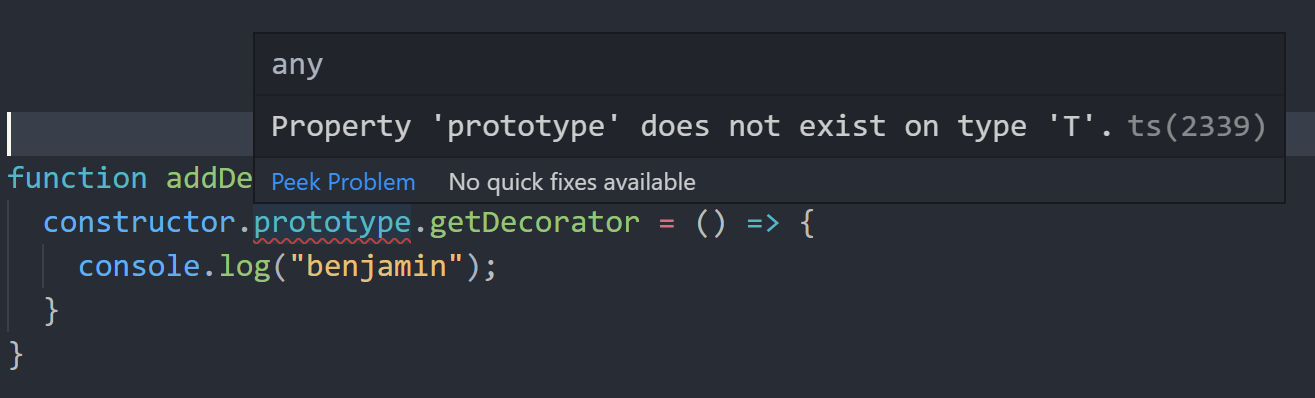 any
Property 'prototype' does not exist on type 'T'. ts(2339)
Peek Problem No quick fixes available
function addDe
constructor.prototype.getDecorator = () => {
console.log("benjamin");
}
}